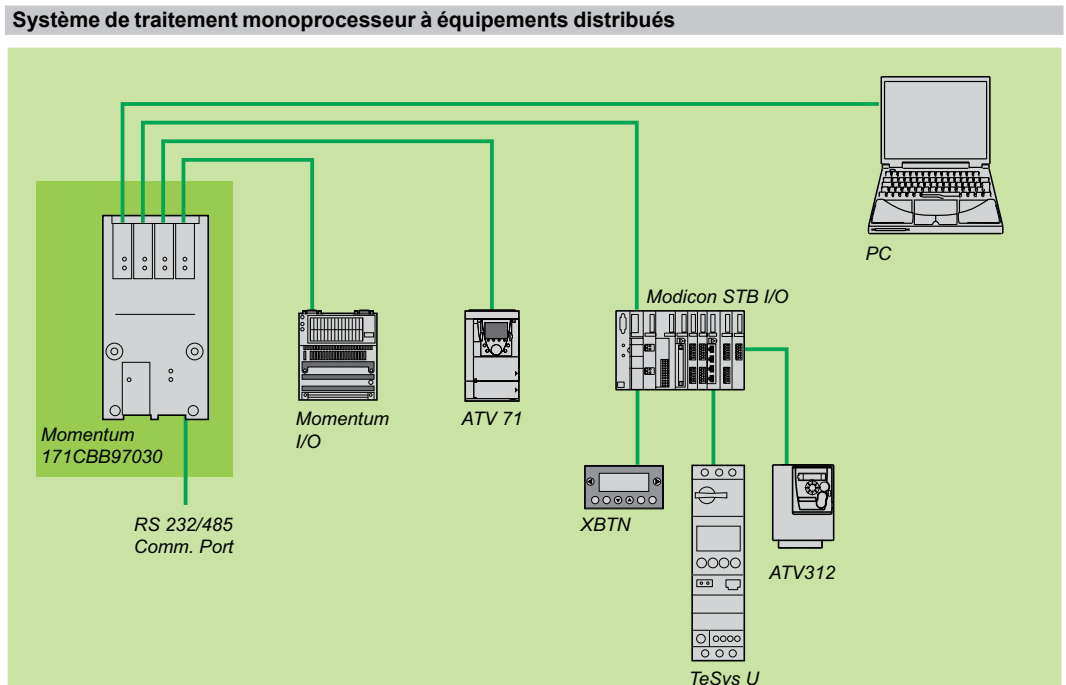 Système de traitement monoprocesseur à équipements distribués
PC
Modicon STB I/O
Momentum
171CBB97030
Momentum
I/O
ATV 71
RS 232/485
Comm. Port
XBTN
ATV312
TeSys U